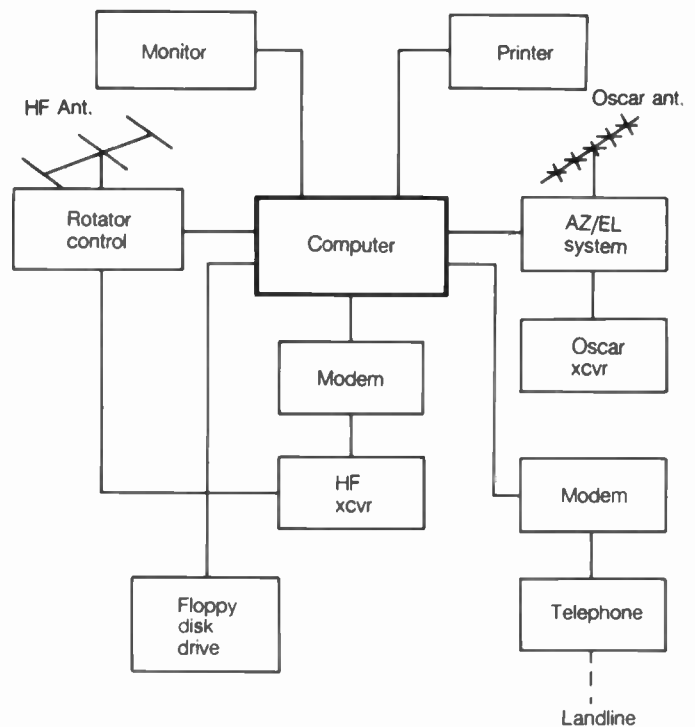 Monitor
Printer
HF Ant.
Oscar ant.
Rotator
control
Computer
AZ/EL
system
Modem
Oscar
xcvr
HF
xcvr
Modem
Floppy
disk
drive
Telephone
Landline